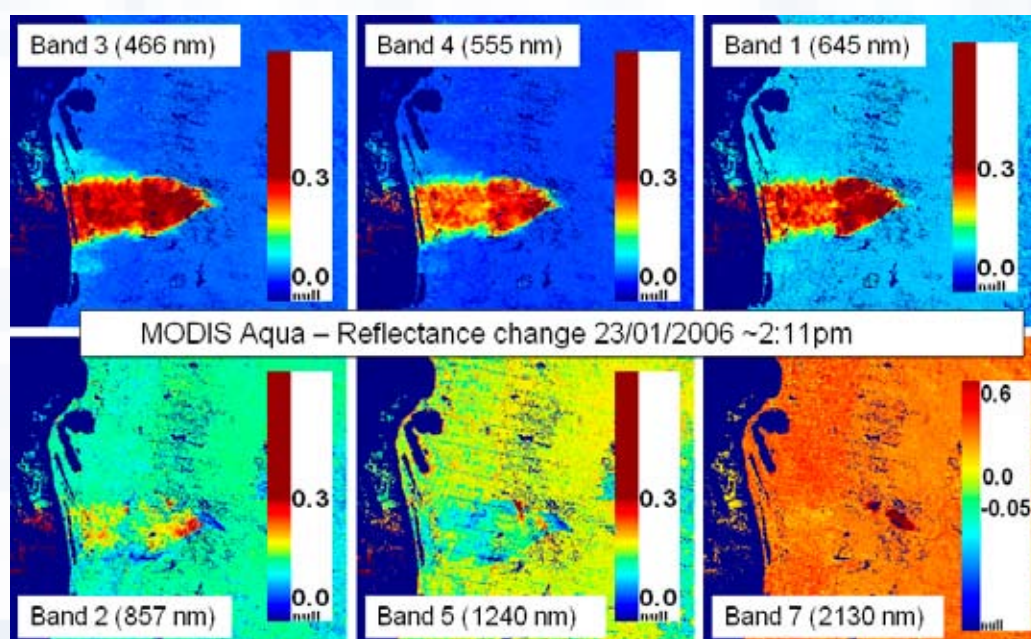 Band 3 (466 nm)
0.3
0.0
null
Band 4 (555 nm)
0.3
0.0
null
Band 1 (645 nm)
0.3
0.0
null
MODIS Aqua – Reflectance change 23/01/2006 ~2:11pm
0.3
0.0
null
Band 2 (857 nm)
0.3
0.0
null
Band 5 (1240 nm)
0.6
0.0
-0.05
null
Band 7 (2130 nm)